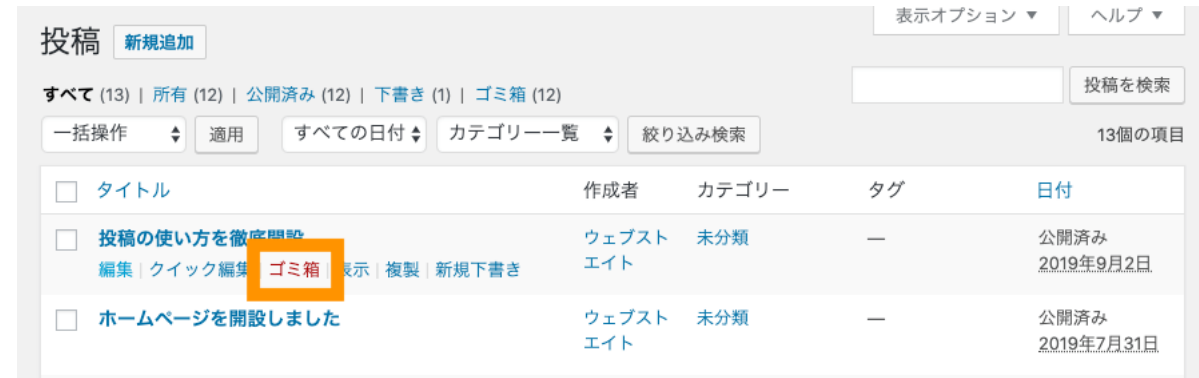 表示オプション ▼ ヘルプ ▼
投稿 新規追加
すべて (13) | 所有 (12) | 公開済み (12) | 下書き (1) | ゴミ箱 (12)
投稿を検索
一括操作 適用 すべての日付 カテゴリー一覧 絞り込み検索 13個の項目
タイトル 作成者 カテゴリー タグ 日付
投稿の使い方を徹底開設 ウェブスト 未分類 — 公開済み
編集 | クイック編集 | ゴミ箱 | 表示 | 複製 | 新規下書き エイト 2019年9月2日
ホームページを開設しました ウェブスト 未分類 — 公開済み
エイト 2019年7月31日